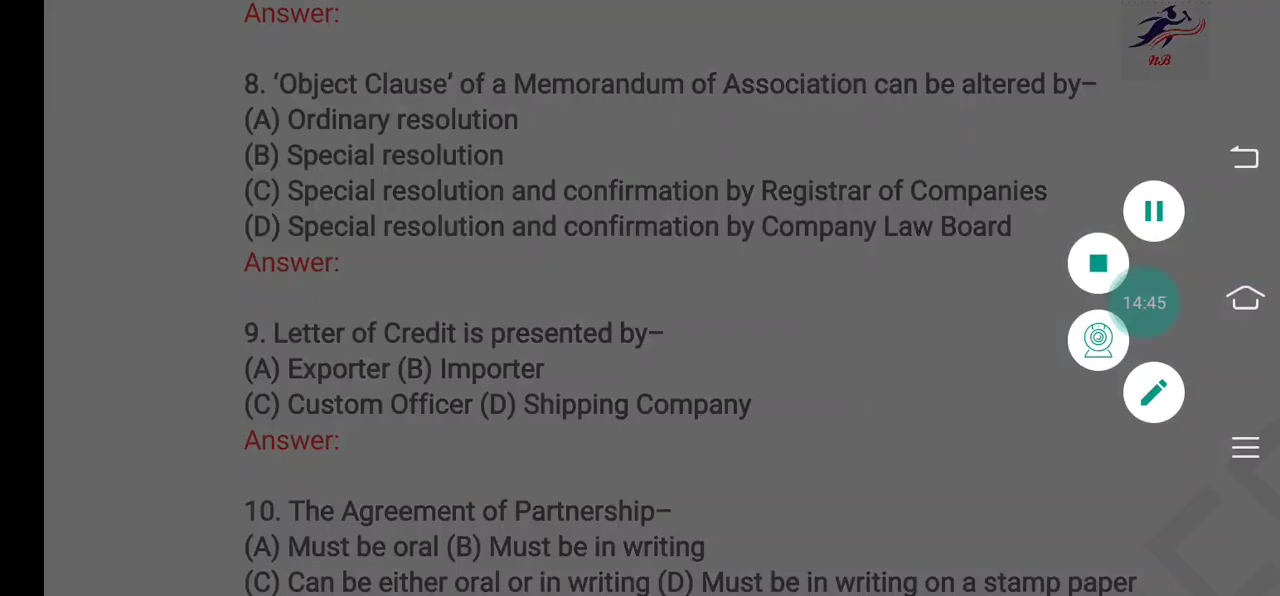 Answer:
8. ‘Object Clause’ of a Memorandum of Association can be altered by–
(A) Ordinary resolution
(B) Special resolution
(C) Special resolution and confirmation by Registrar of Companies
(D) Special resolution and confirmation by Company Law Board
Answer:
9. Letter of Credit is presented by–
(A) Exporter (B) Importer
(C) Custom Officer (D) Shipping Company
Answer:
10. The Agreement of Partnership–
(A) Must be oral (B) Must be in writing
(C) Can be either oral or in writing (D) Must be in writing on a stamp paper
NB
14:45